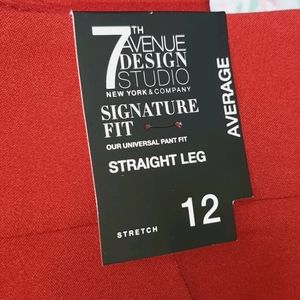 7TH
AVENUE
DESIGN
STUDIO
NEW YORK & COMPANY
SIGNATURE
FIT
OUR UNIVERSAL PANT FIT
STRAIGHT LEG
AVERAGE
12
STRETCH